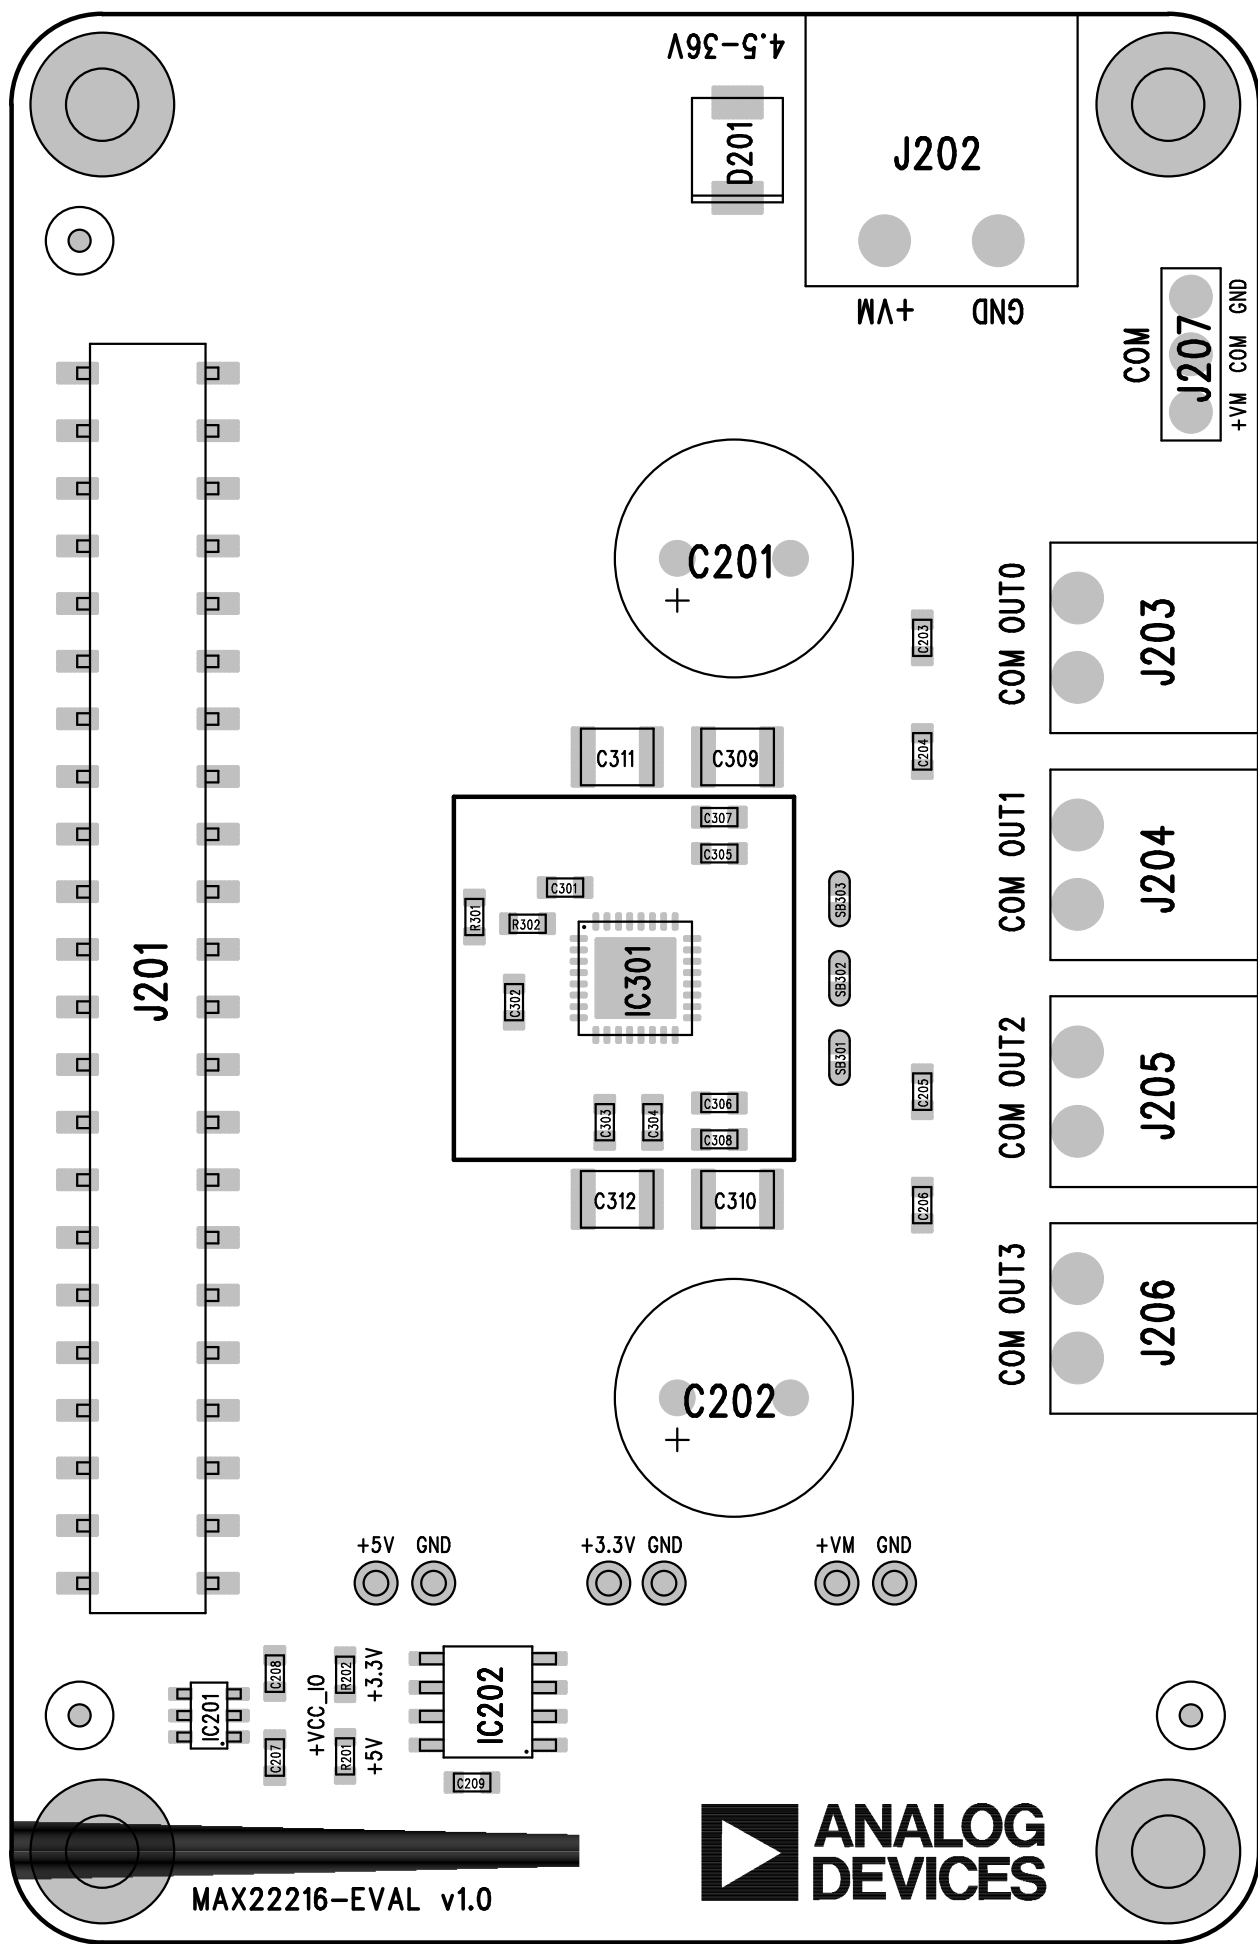 4.5-36V
D201
J202
+VM
GND
COM
J207
+VM COM GND
C201
+
C203
COM OUT0
J203
C311
C309
C204
C307
C305
COM OUT1
J204
C301
R301
R302
SB303
J201
IC301
SB302
C302
SB301
COM OUT2
J205
C303
C304
C306
C308
C205
C312
C310
C206
COM OUT3
J206
C202
+
+5V GND
+3.3V GND
+VM GND
C208
R202
+3.3V
IC201
+VCC_IO
IC202
C207
R201
+5V
C209
ANALOG
DEVICES
MAX22216-EVAL v1.0